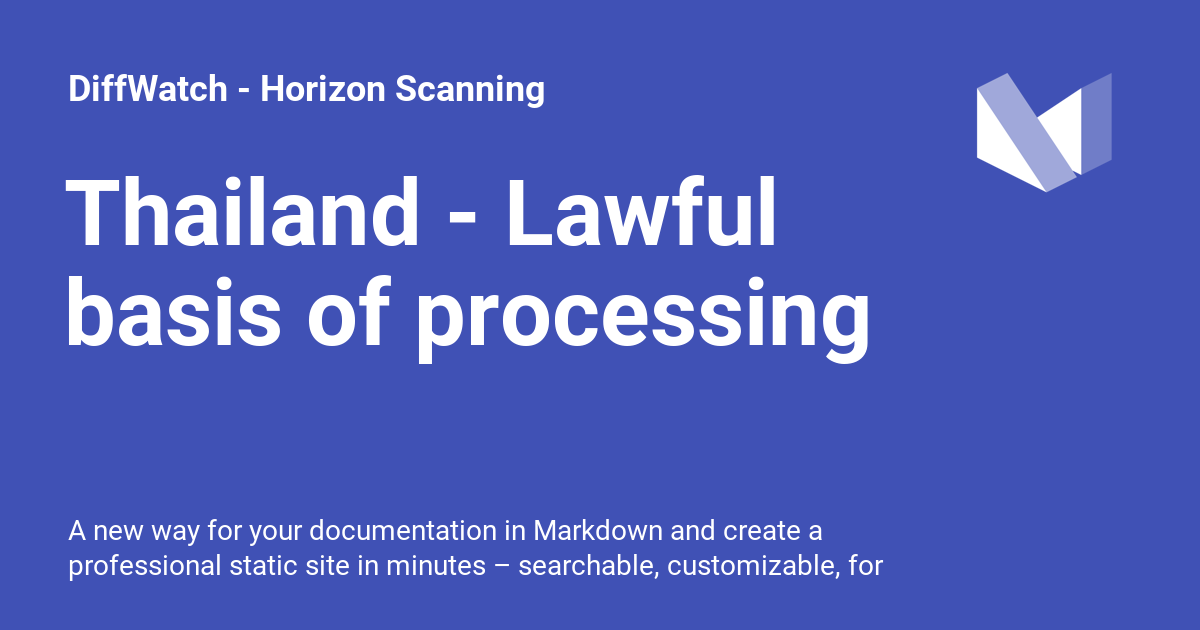 DiffWatch - Horizon Scanning
Thailand - Lawful
basis of processing
A new way for your documentation in Markdown and create a
professional static site in minutes – searchable, customizable, for